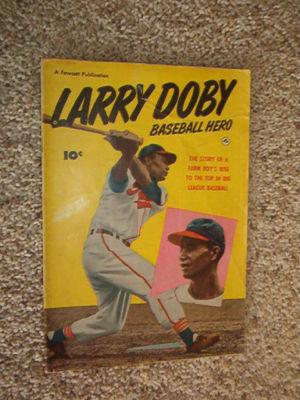 A Fawcett Publication
LARRY DOBY
BASEBALL HERO
10¢
THE STORY OF A
FARM BOY'S RISE
TO THE TOP IN BIG
LEAGUE BASEBALL